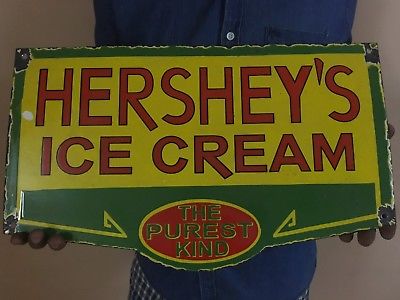 HERSHEY'S
ICE CREAM
THE
PUREST
KIND